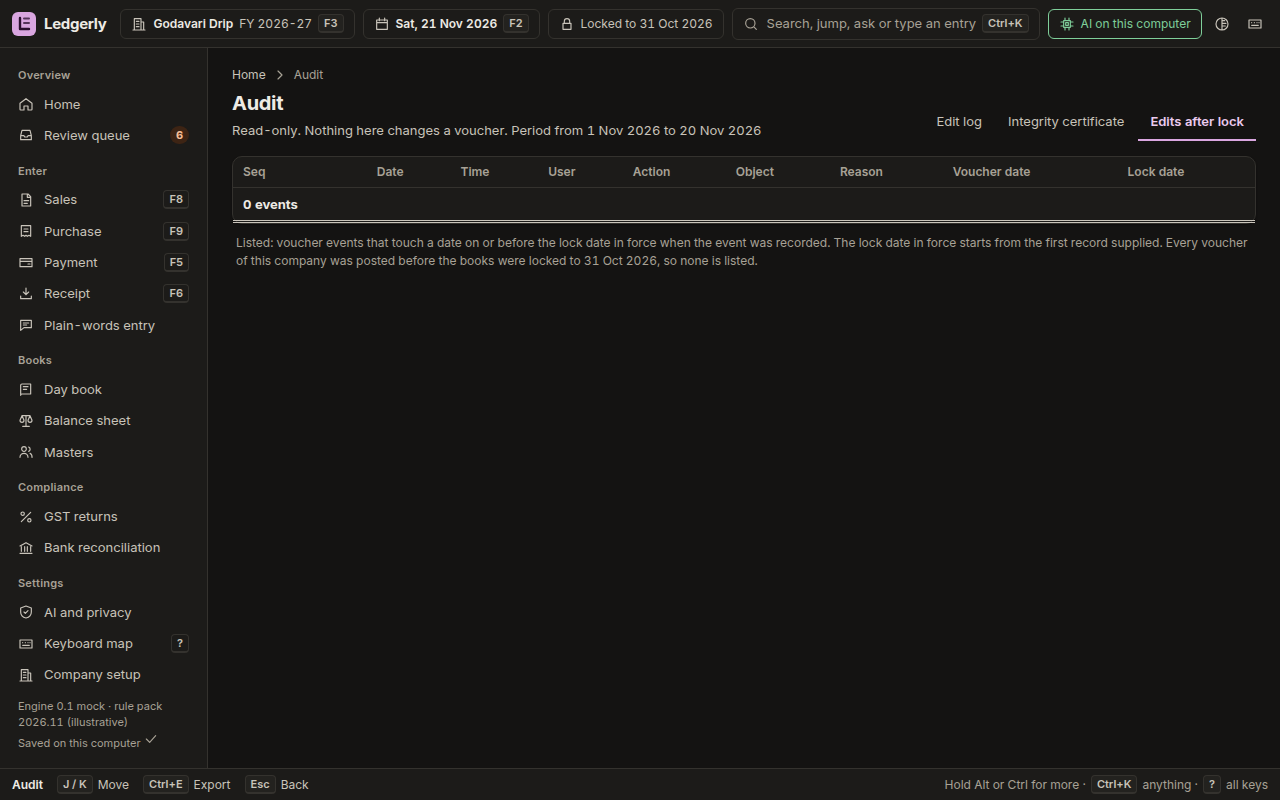 Ledgerly
Godavari Drip FY 2026-27 F3
Sat, 21 Nov 2026 F2
Locked to 31 Oct 2026
Search, jump, ask or type an entry Ctrl+K
AI on this computer
Overview
Home
Review queue 6
Enter
Sales F8
Purchase F9
Payment F5
Receipt F6
Plain-words entry
Books
Day book
Balance sheet
Masters
Compliance
GST returns
Bank reconciliation
Settings
AI and privacy
Keyboard map ?
Company setup
Engine 0.1 mock · rule pack
2026.11 (illustrative)
Saved on this computer
Home Audit
Audit
Read-only. Nothing here changes a voucher. Period from 1 Nov 2026 to 20 Nov 2026
Edit log Integrity certificate Edits after lock
Seq Date Time User Action Object Reason Voucher date Lock date
0 events
Listed: voucher events that touch a date on or before the lock date in force when the event was recorded. The lock date in force starts from the first record supplied. Every voucher
of this company was posted before the books were locked to 31 Oct 2026, so none is listed.
Audit J / K Move Ctrl+E Export Esc Back
Hold Alt or Ctrl for more · Ctrl+K anything · ? all keys